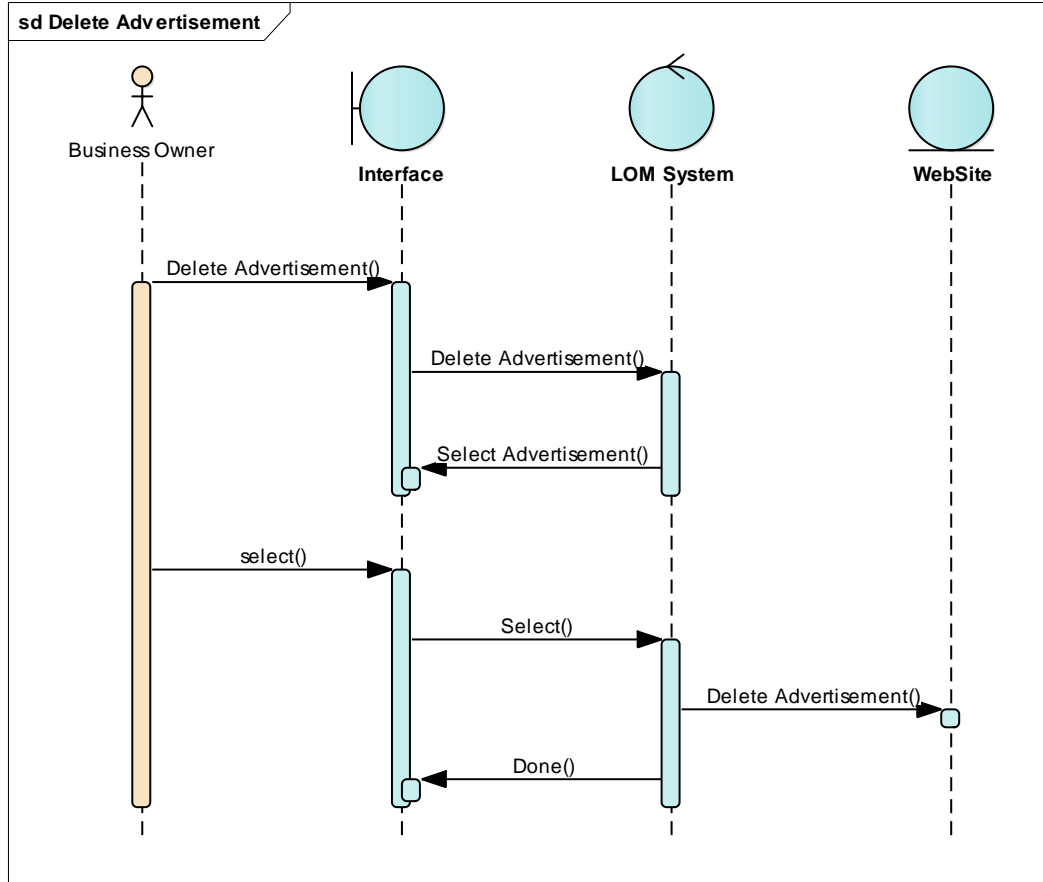 sd Delete Advertisement
Business Owner
Interface
LOM System
WebSite
Delete Advertisement()
Delete Advertisement()
Select Advertisement()
select()
Select()
Delete Advertisement()
Done()